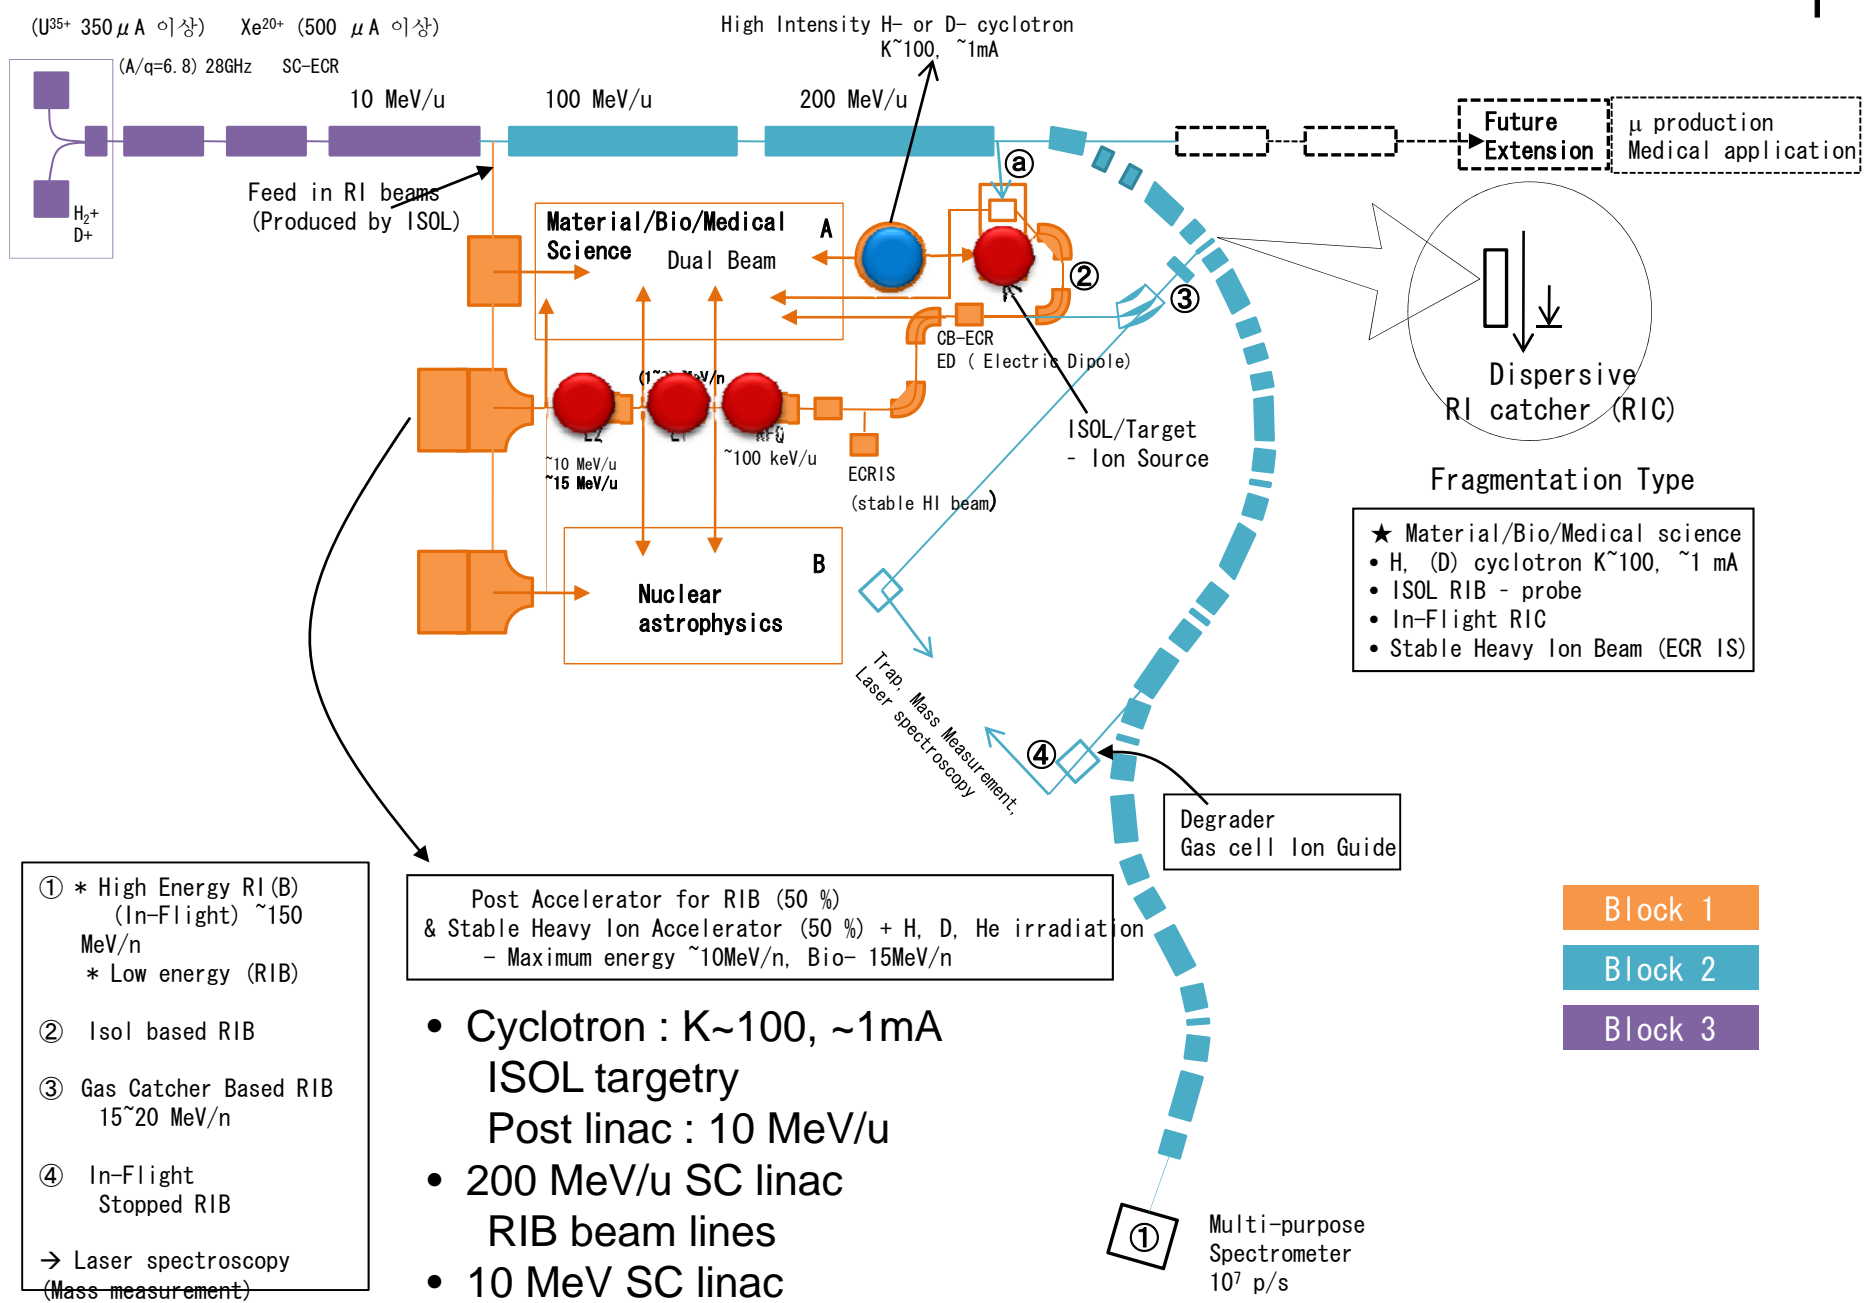 (U35+ 350μA 이상) Xe20+ (500 μA 이상)
(A/q=6.8) 28GHz SC-ECR
High Intensity H- or D- cyclotron
K~100, ~1mA
10 MeV/u 100 MeV/u 200 MeV/u
H2+
D+
Feed in RI beams
(Produced by ISOL)
Future
Extension
μ production
Medical application
ⓐ
Material/Bio/Medical
Science
A
Dual Beam
②
③
CB-ECR
ED ( Electric Dipole)
Dispersive
RI catcher (RIC)
Fragmentation Type
ISOL/Target
- Ion Source
~10 MeV/u
~15 MeV/u
~100 keV/u
ECRIS
(stable HI beam)
B
Nuclear
astrophysics
★ Material/Bio/Medical science
• H, (D) cyclotron K~100, ~1 mA
• ISOL RIB - probe
• In-Flight RIC
• Stable Heavy Ion Beam (ECR IS)
Trap, Mass Measurement,
Laser spectroscopy
④
Degrader
Gas cell Ion Guide
① * High Energy RI(B)
(In-Flight) ~150
MeV/n
* Low energy (RIB)
② Isol based RIB
③ Gas Catcher Based RIB
15~20 MeV/n
④ In-Flight
Stopped RIB
→ Laser spectroscopy
(Mass measurement)
Post Accelerator for RIB (50 %)
& Stable Heavy Ion Accelerator (50 %) + H, D, He irradiation
- Maximum energy ~10MeV/n, Bio- 15MeV/n
• Cyclotron : K~100, ~1mA
ISOL targetry
Post linac : 10 MeV/u
• 200 MeV/u SC linac
RIB beam lines
• 10 MeV SC linac
Block 1
Block 2
Block 3
①
Multi-purpose
Spectrometer
10⁷ p/s